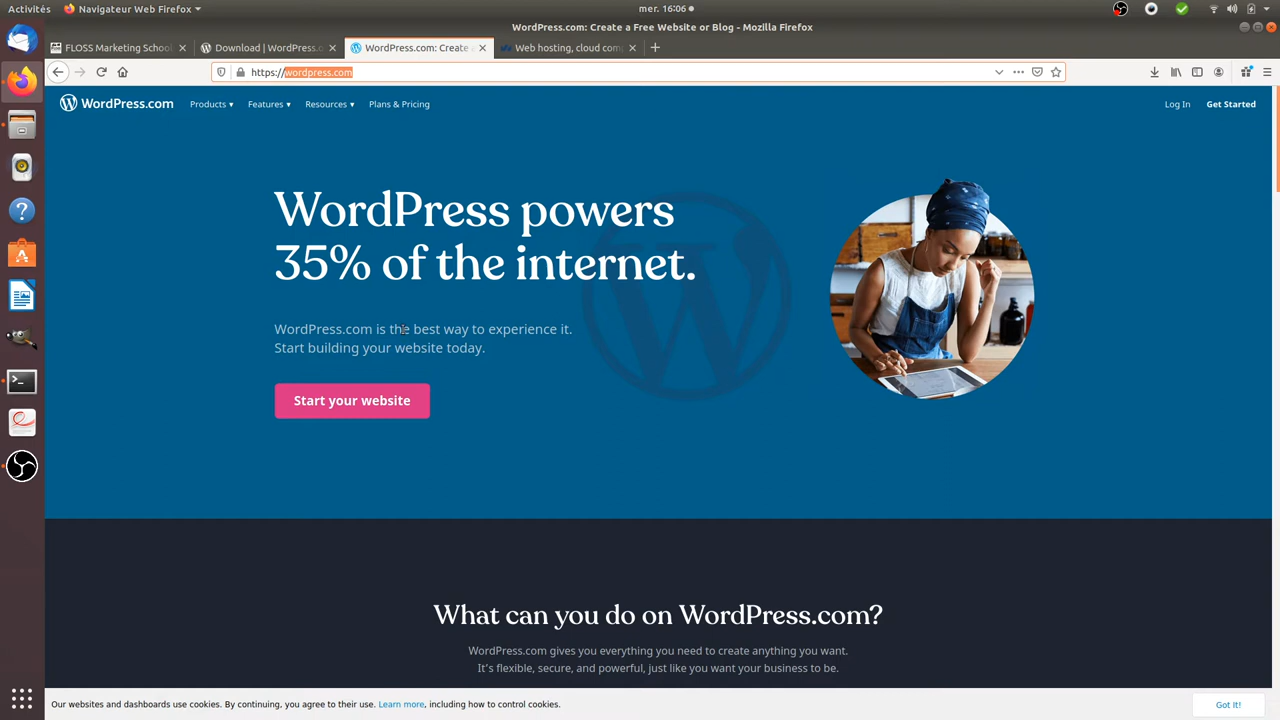 Activités
Navigateur Web Firefox
mer. 16:06
WordPress.com: Create a Free Website or Blog - Mozilla Firefox
FLOSS Marketing School
Download | WordPress.o
WordPress.com: Create
Web hosting, cloud com
https://wordpress.com
WordPress.com
Products
Features
Resources
Plans & Pricing
Log In
Get Started
WordPress powers
35% of the internet.
WordPress.com is the best way to experience it.
Start building your website today.
Start your website
What can you do on WordPress.com?
WordPress.com gives you everything you need to create anything you want.
It's flexible, secure, and powerful, just like you want your business to be.
Our websites and dashboards use cookies. By continuing, you agree to their use. Learn more, including how to control cookies.
Got It!